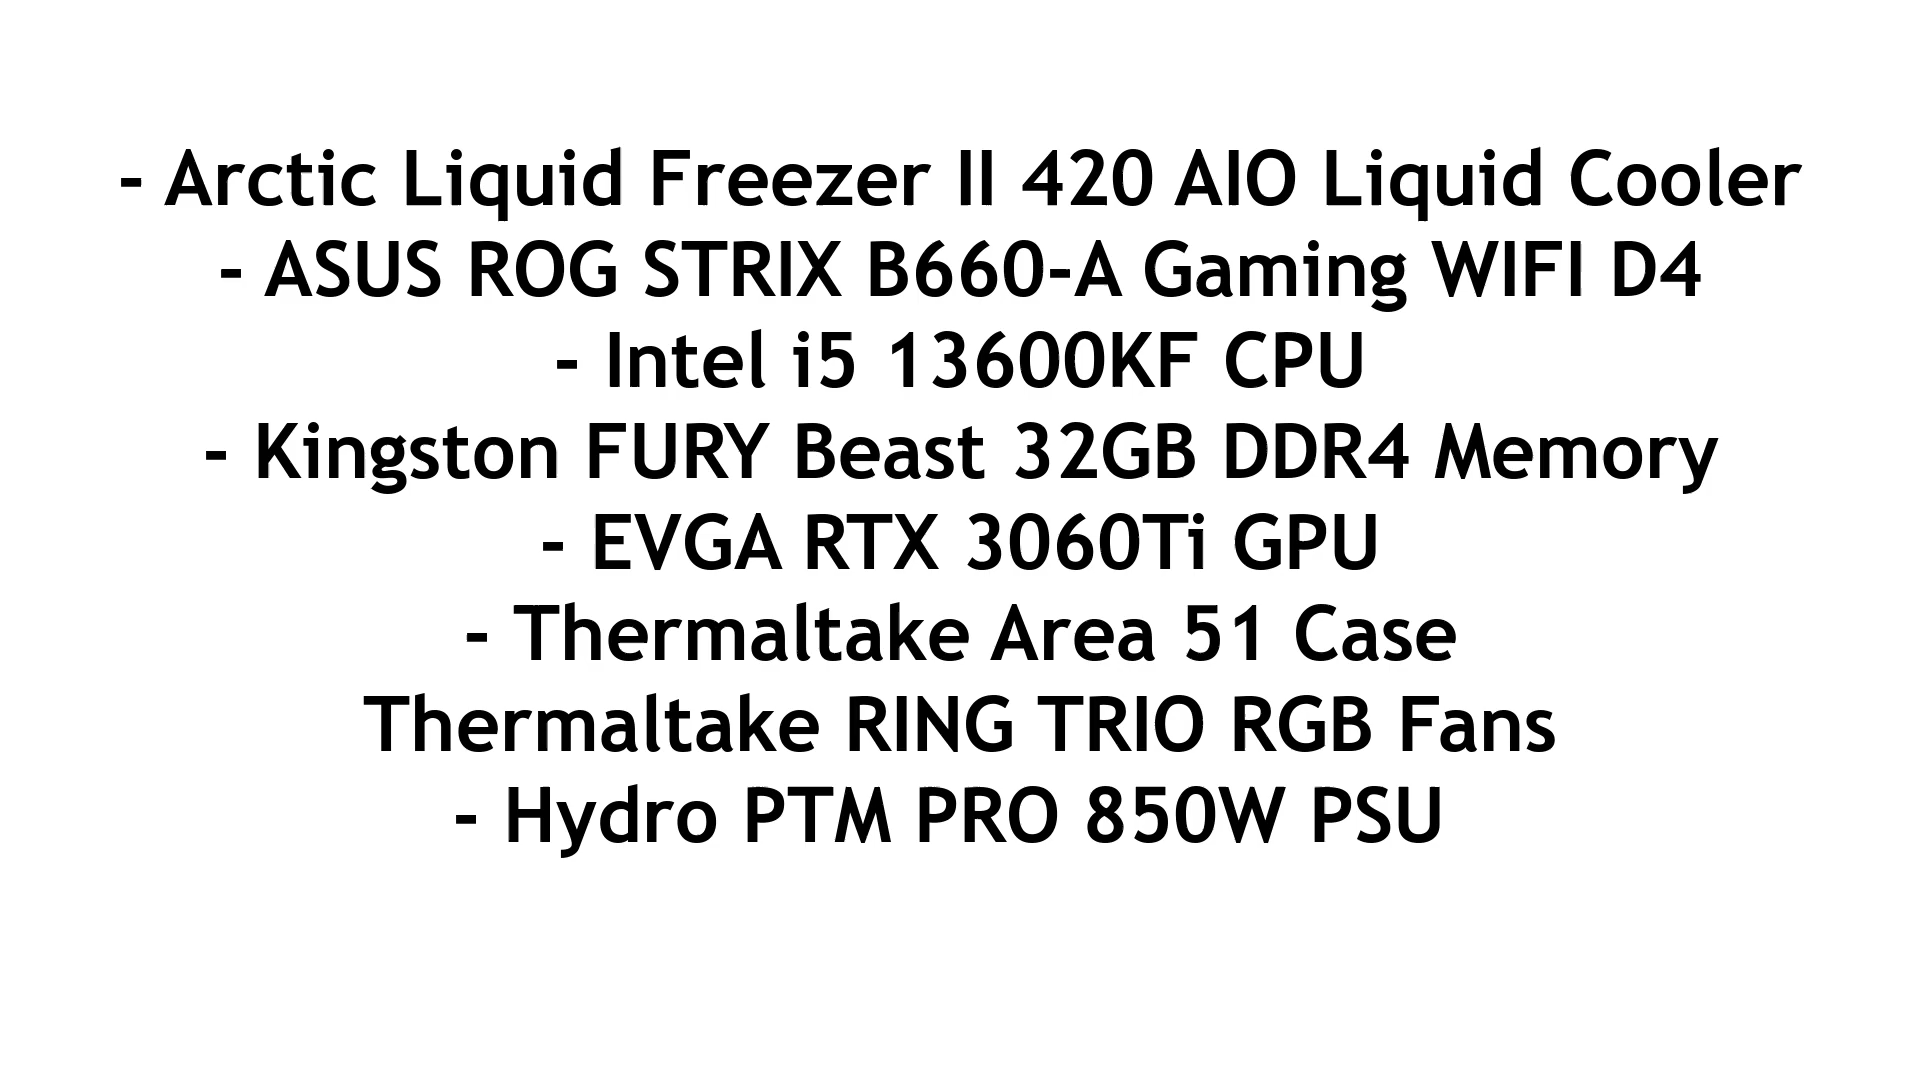 - Arctic Liquid Freezer II 420 AIO Liquid Cooler
- ASUS ROG STRIX B660-A Gaming WIFI D4
- Intel i5 13600KF CPU
- Kingston FURY Beast 32GB DDR4 Memory
- EVGA RTX 3060Ti GPU
- Thermaltake Area 51 Case
Thermaltake RING TRIO RGB Fans
- Hydro PTM PRO 850W PSU